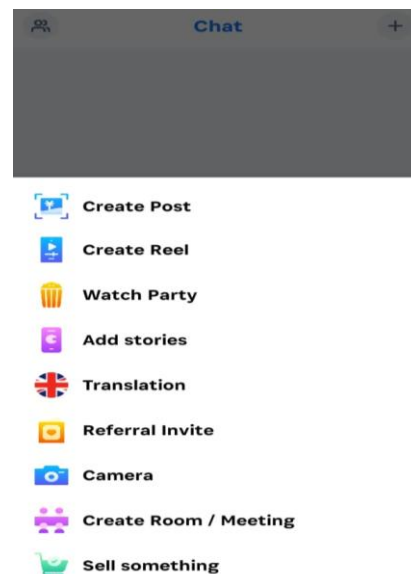 Chat
Create Post
Create Reel
Watch Party
Add stories
Translation
Referral Invite
Camera
Create Room / Meeting
Sell something